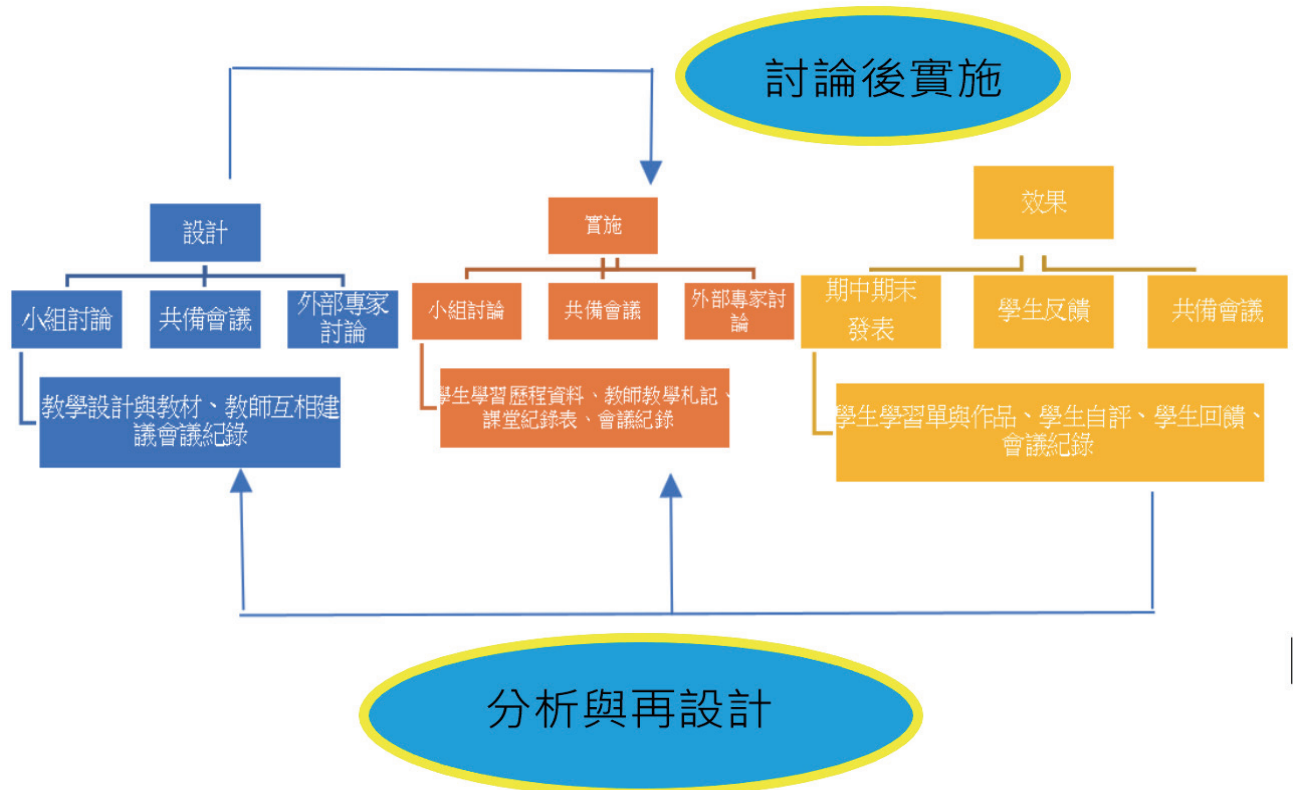 討論後實施
設計
小組討論
共備會議
外部專家
討論
教學設計與教材、教師互相建
議會議紀錄
實施
小組討論
共備會議
外部專家討
論
學生學習歷程資料、教師教學札記、
課堂紀錄表、會議紀錄
效果
期中期末
發表
學生反饋
共備會議
學生學習單與作品、學生自評、學生回饋、
會議紀錄
分析與再設計